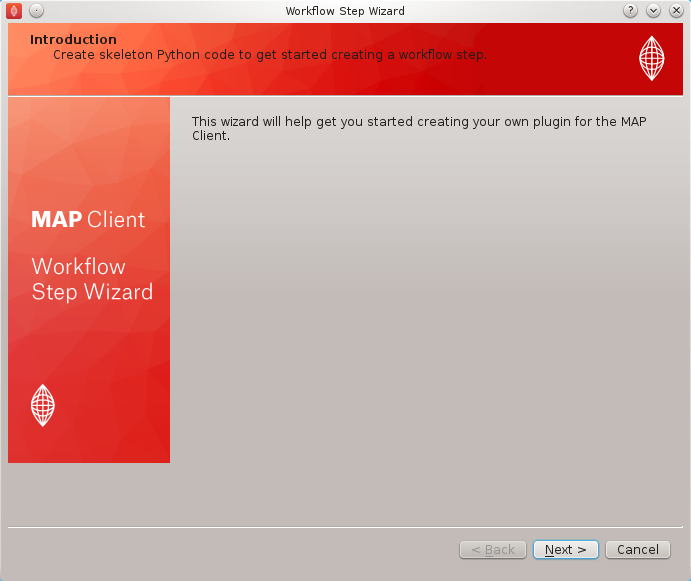 Workflow Step Wizard
?
Introduction
Create skeleton Python code to get started creating a workflow step.
This wizard will help get you started creating your own plugin for the MAP
Client.
MAP Client
Workflow
Step Wizard
< Back
Next >
Cancel